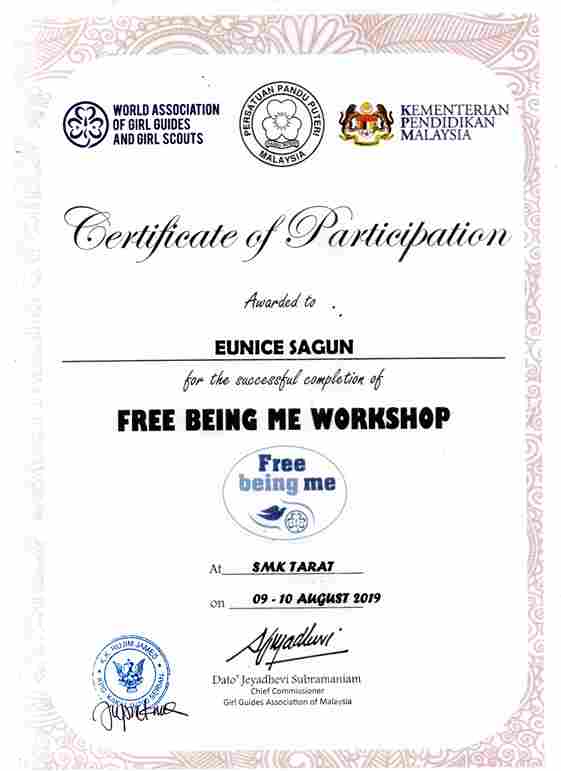 WORLD ASSOCIATION
OF GIRL GUIDES
AND GIRL SCOUTS
PERSATUAN PANDU PUTERI
MALAYSIA
KEMENTERIAN
PENDIDIKAN
MALAYSIA
Certificate of Participation
Awarded to
EUNICE SAGUN
for the successful completion of
FREE BEING ME WORKSHOP
Free
being me
At SMK TARAT
on 09 - 10 AUGUST 2019
Dato' Jeyadhevi Subramaniam
Chief Commissioner
Girl Guides Association of Malaysia